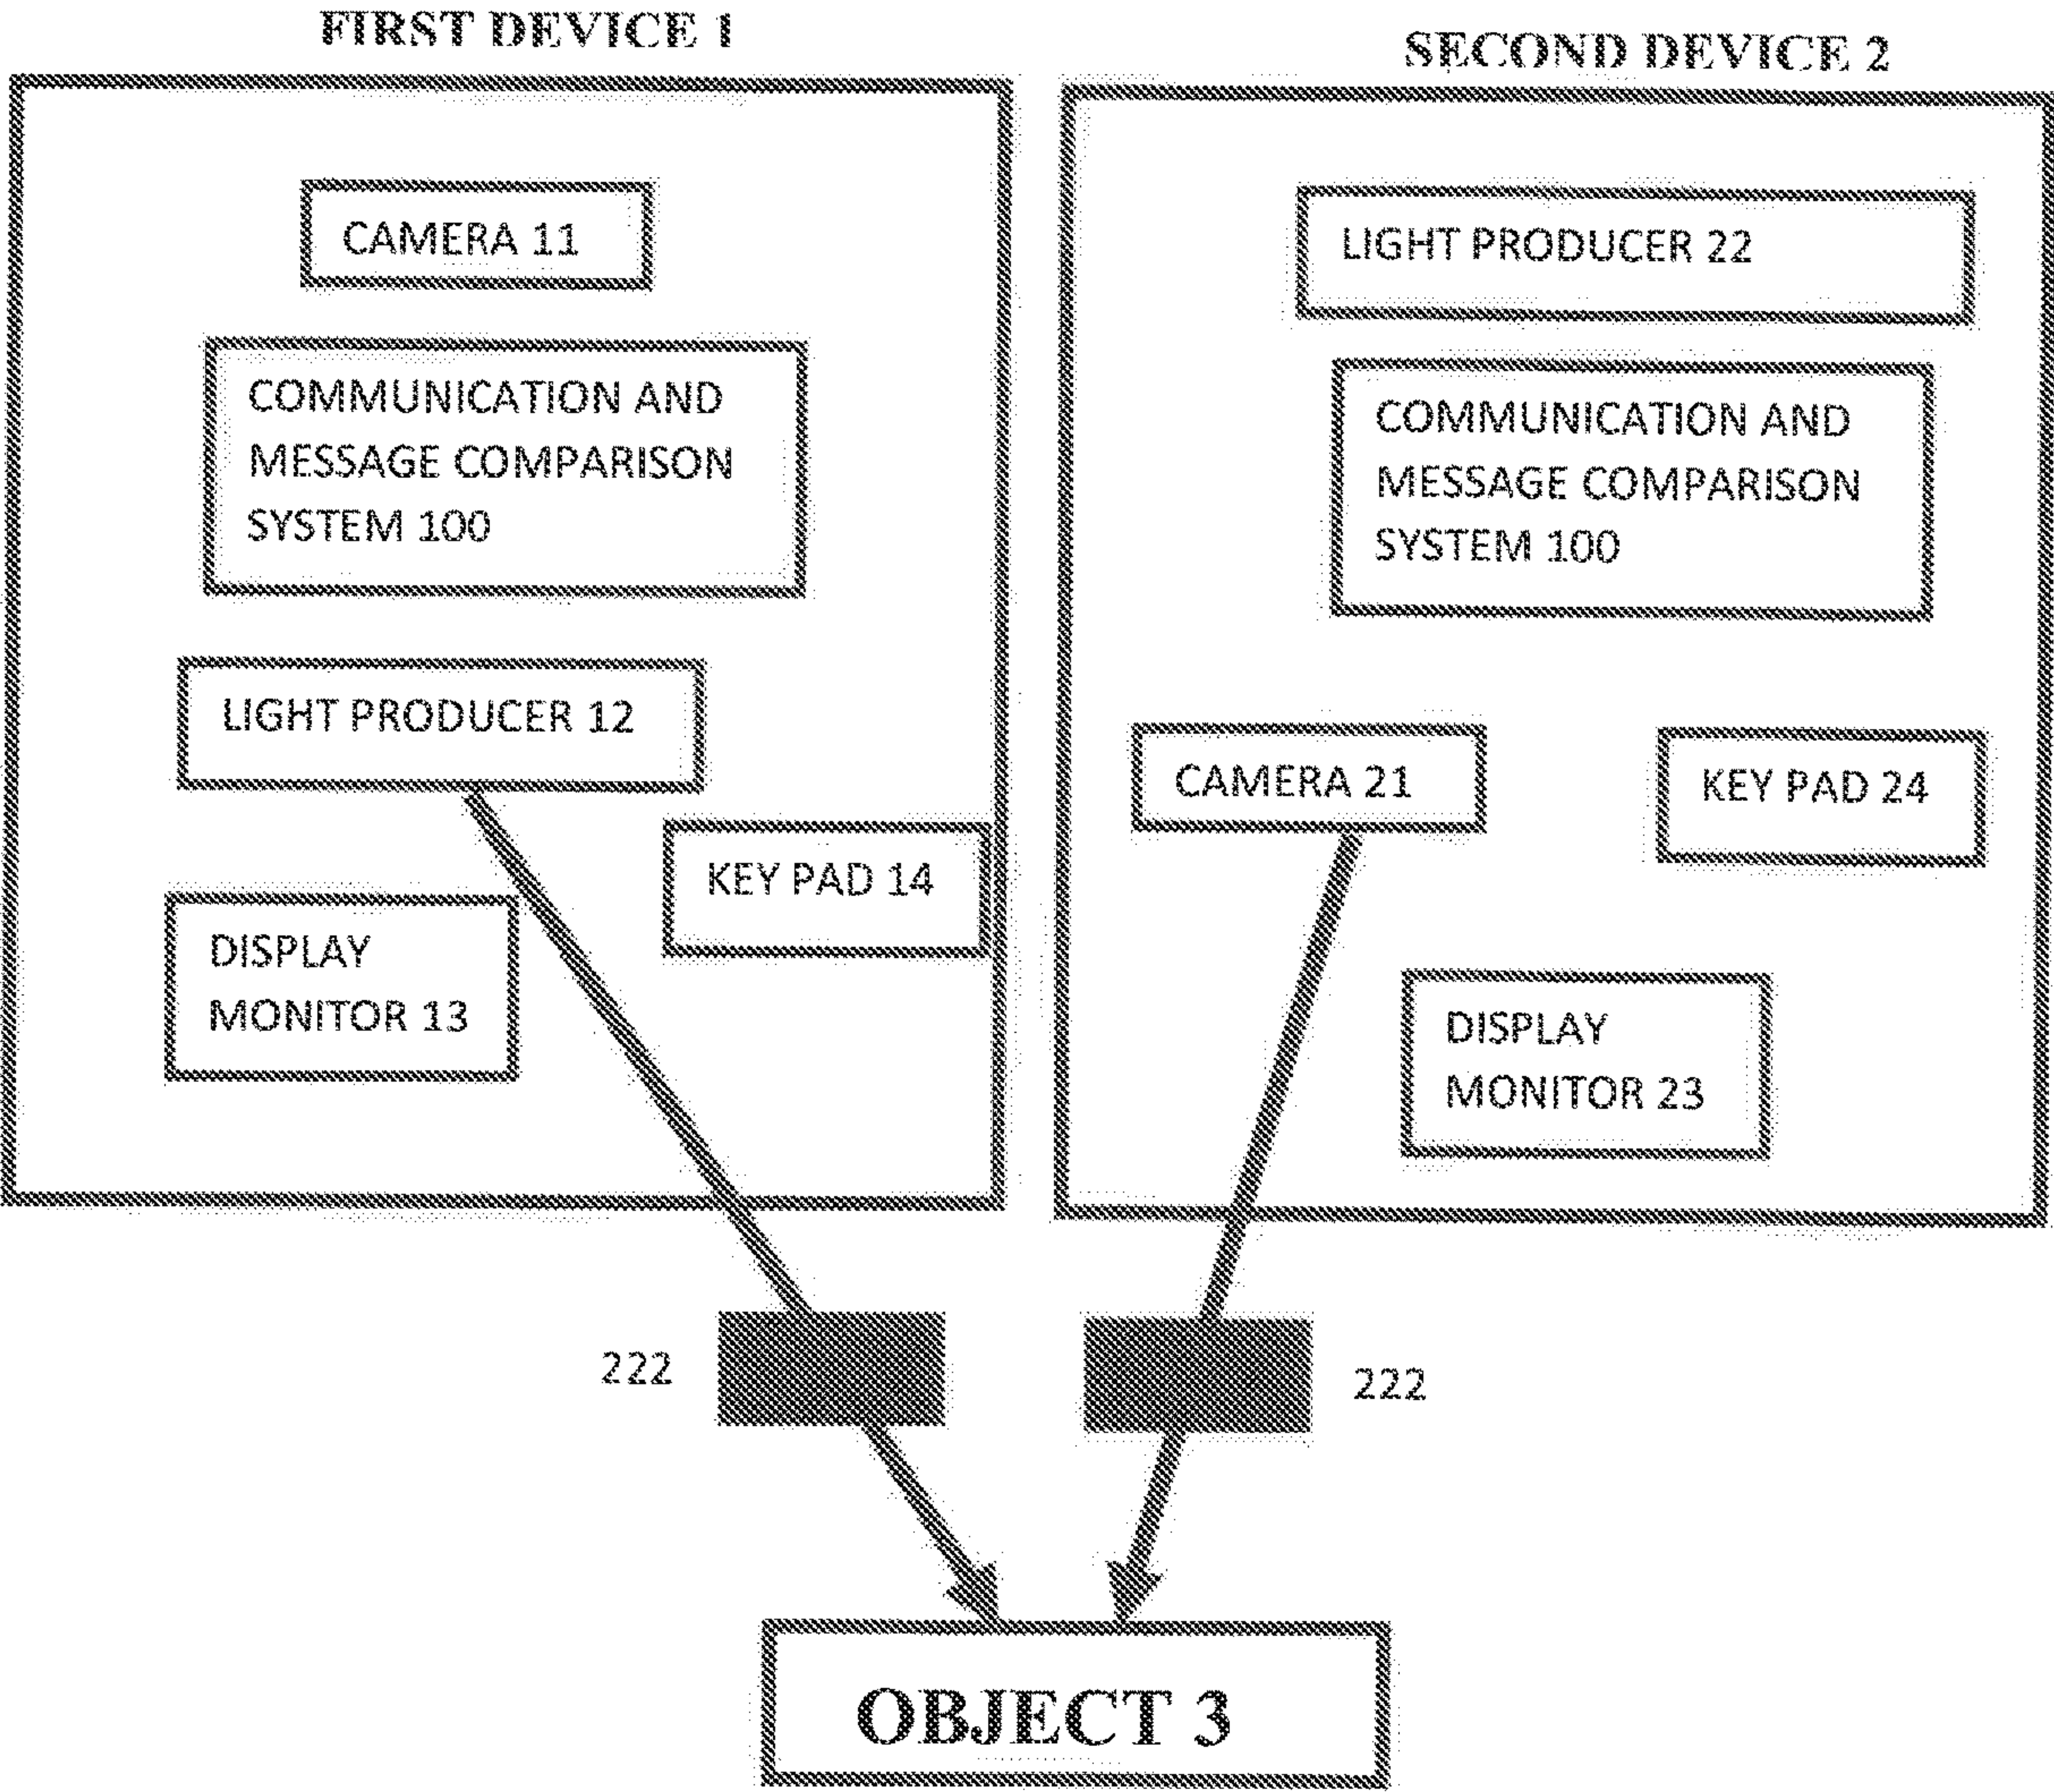 FIRST DEVICE 1
CAMERA 11
COMMUNICATION AND
MESSAGE COMPARISON
SYSTEM 100
LIGHT PRODUCER 12
KEY PAD 14
DISPLAY
MONITOR 13
SECOND DEVICE 2
LIGHT PRODUCER 22
COMMUNICATION AND
MESSAGE COMPARISON
SYSTEM 100
CAMERA 21
KEY PAD 24
DISPLAY
MONITOR 23
222
222
OBJECT 3